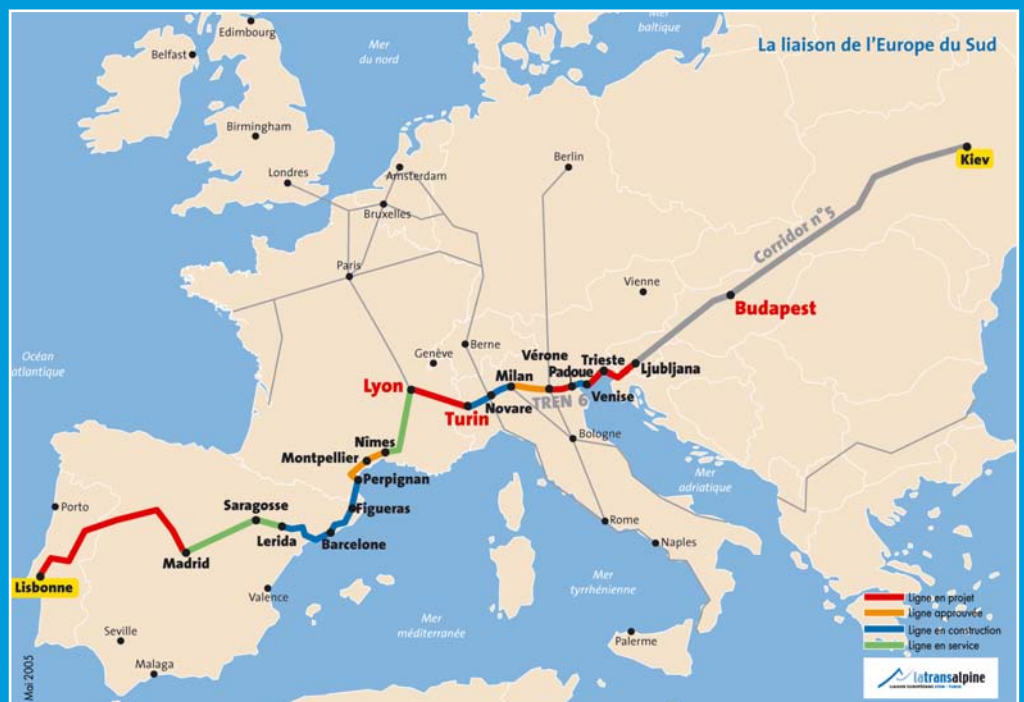 Edimbourg
Mer
baltique
La liaison de l'Europe du Sud
Mer
du nord
Belfast
Birmingham
Kiev
Londres
Amsterdam
Berlin
Bruxelles
Corridor n°5
Paris
Vienne
Budapest
Océan
atlantique
Berne
Genève
Vérone
Trieste
Ljubljana
Milan
Padoue
Lyon
Turin
Novare
TREN 6
Venise
Bologne
Nîmes
Montpellier
Perpignan
Mer
adriatique
Porto
Saragosse
Figueras
Lerida
Barcelone
Rome
Madrid
Naples
Lisbonne
Valence
Mer
tyrrhénienne
Mer
méditerranée
Seville
Malaga
Palerme
Ligne en projet
Ligne approuvée
Ligne en construction
Ligne en service
Mai 2005
latransalpine
LIAISON EUROPÉENNE LYON - TURIN